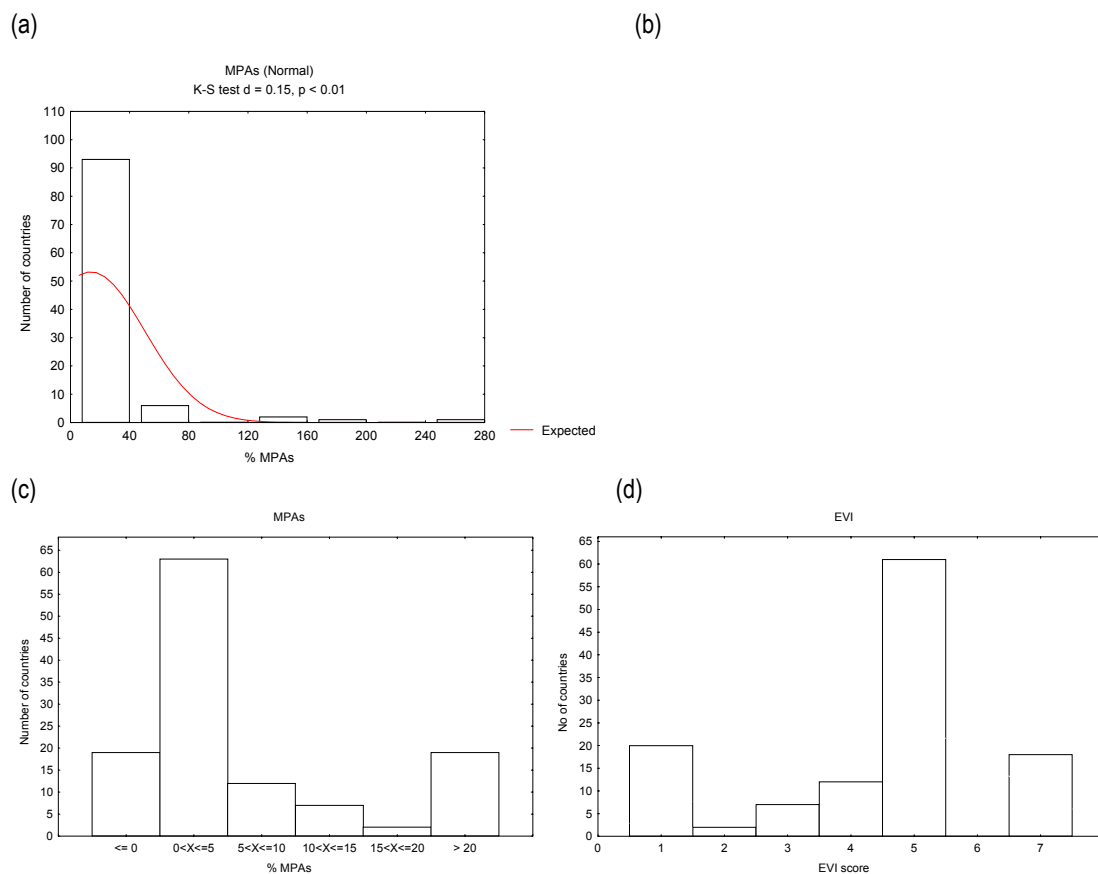 (a)
(b)
MPAs (Normal)
K-S test d = 0.15, p < 0.01
110
100
90
80
70
60
50
40
30
20
10
0
Number of countries
0 40 80 120 160 200 240 280
% MPAs
Expected
(c)
(d)
MPAs
65
60
55
50
45
40
35
30
25
20
15
10
5
0
Number of countries
<= 0 0<X<=5 5<X<=10 10<X<=15 15<X<=20 > 20
% MPAs
EVI
65
60
55
50
45
40
35
30
25
20
15
10
5
0
No of countries
0 1 2 3 4 5 6 7
EVI score